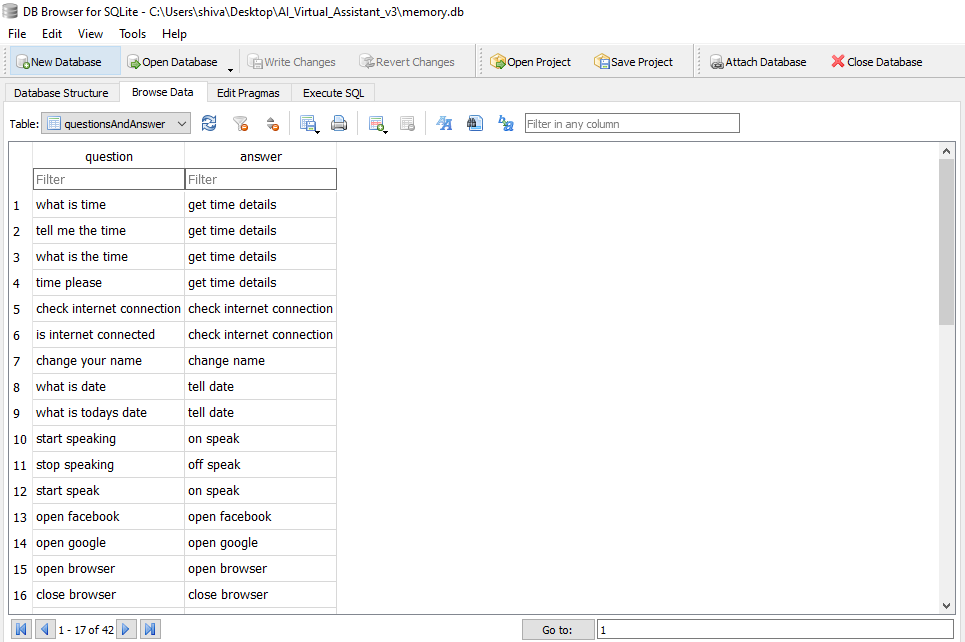 DB Browser for SQLite - C:\Users\shiva\Desktop\AI_Virtual_Assistant_v3\memory.db
File Edit View Tools Help
New Database Open Database Write Changes Revert Changes Open Project Save Project Attach Database Close Database
Database Structure Browse Data Edit Pragmas Execute SQL
Table: questionsAndAnswer Filter in any column
question answer
Filter Filter
1 what is time get time details
2 tell me the time get time details
3 what is the time get time details
4 time please get time details
5 check internet connection check internet connection
6 is internet connected check internet connection
7 change your name change name
8 what is date tell date
9 what is todays date tell date
10 start speaking on speak
11 stop speaking off speak
12 start speak on speak
13 open facebook open facebook
14 open google open google
15 open browser open browser
16 close browser close browser
1 - 17 of 42 Go to: 1